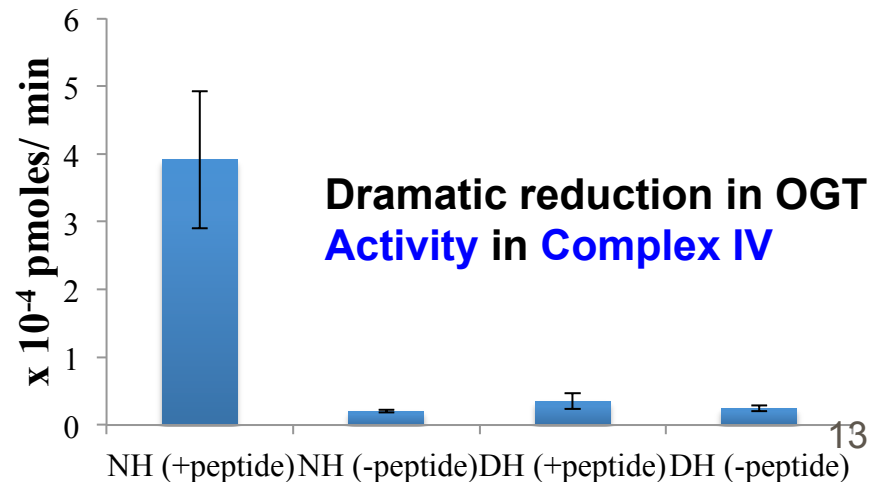 6
5
4
3
2
1
0
x 10-4 pmoles/ min
Dramatic reduction in OGT
Activity in Complex IV
13
NH (+peptide) NH (-peptide) DH (+peptide) DH (-peptide)